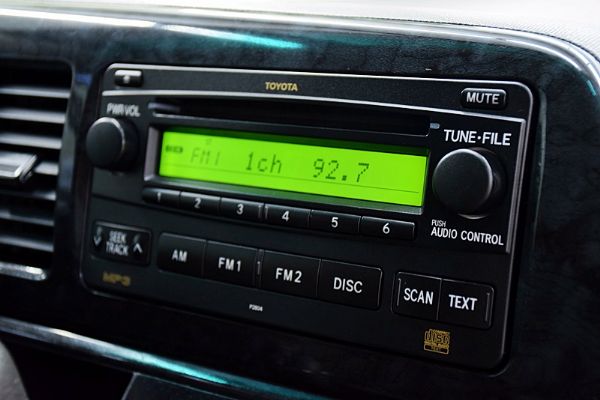 TOYOTA
MUTE
PWR VOL
TUNE·FILE
FM1 1ch 92.7
1 2 3 4 5 6
PUSH
AUDIO CONTROL
SEEK
TRACK
AM FM1 FM2 DISC
SCAN TEXT
MP3
P2804